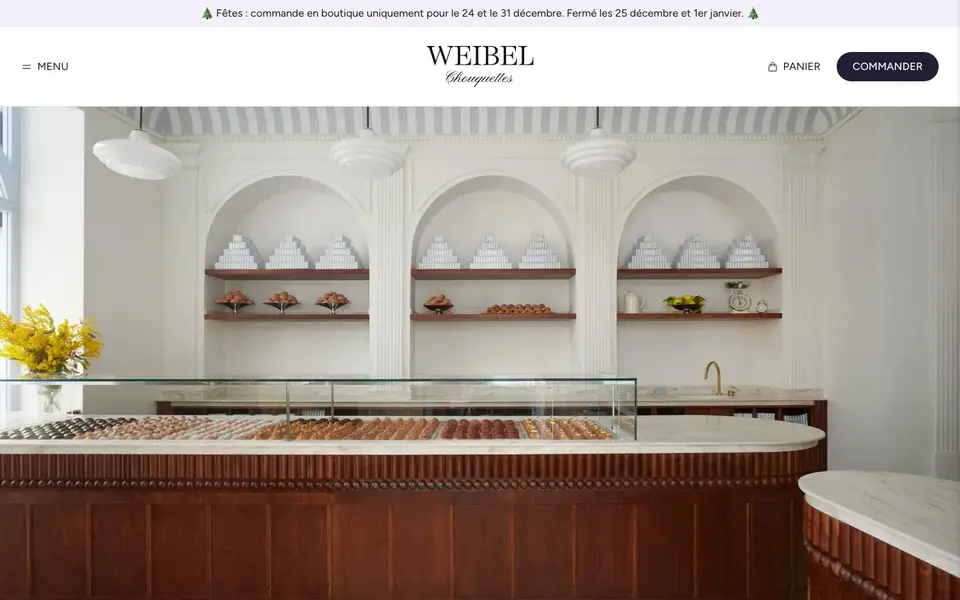 🎄 Fêtes : commande en boutique uniquement pour le 24 et le 31 décembre. Fermé les 25 décembre et 1er janvier. 🎄
MENU
WEIBEL
Chouquettes
PANIER
COMMANDER